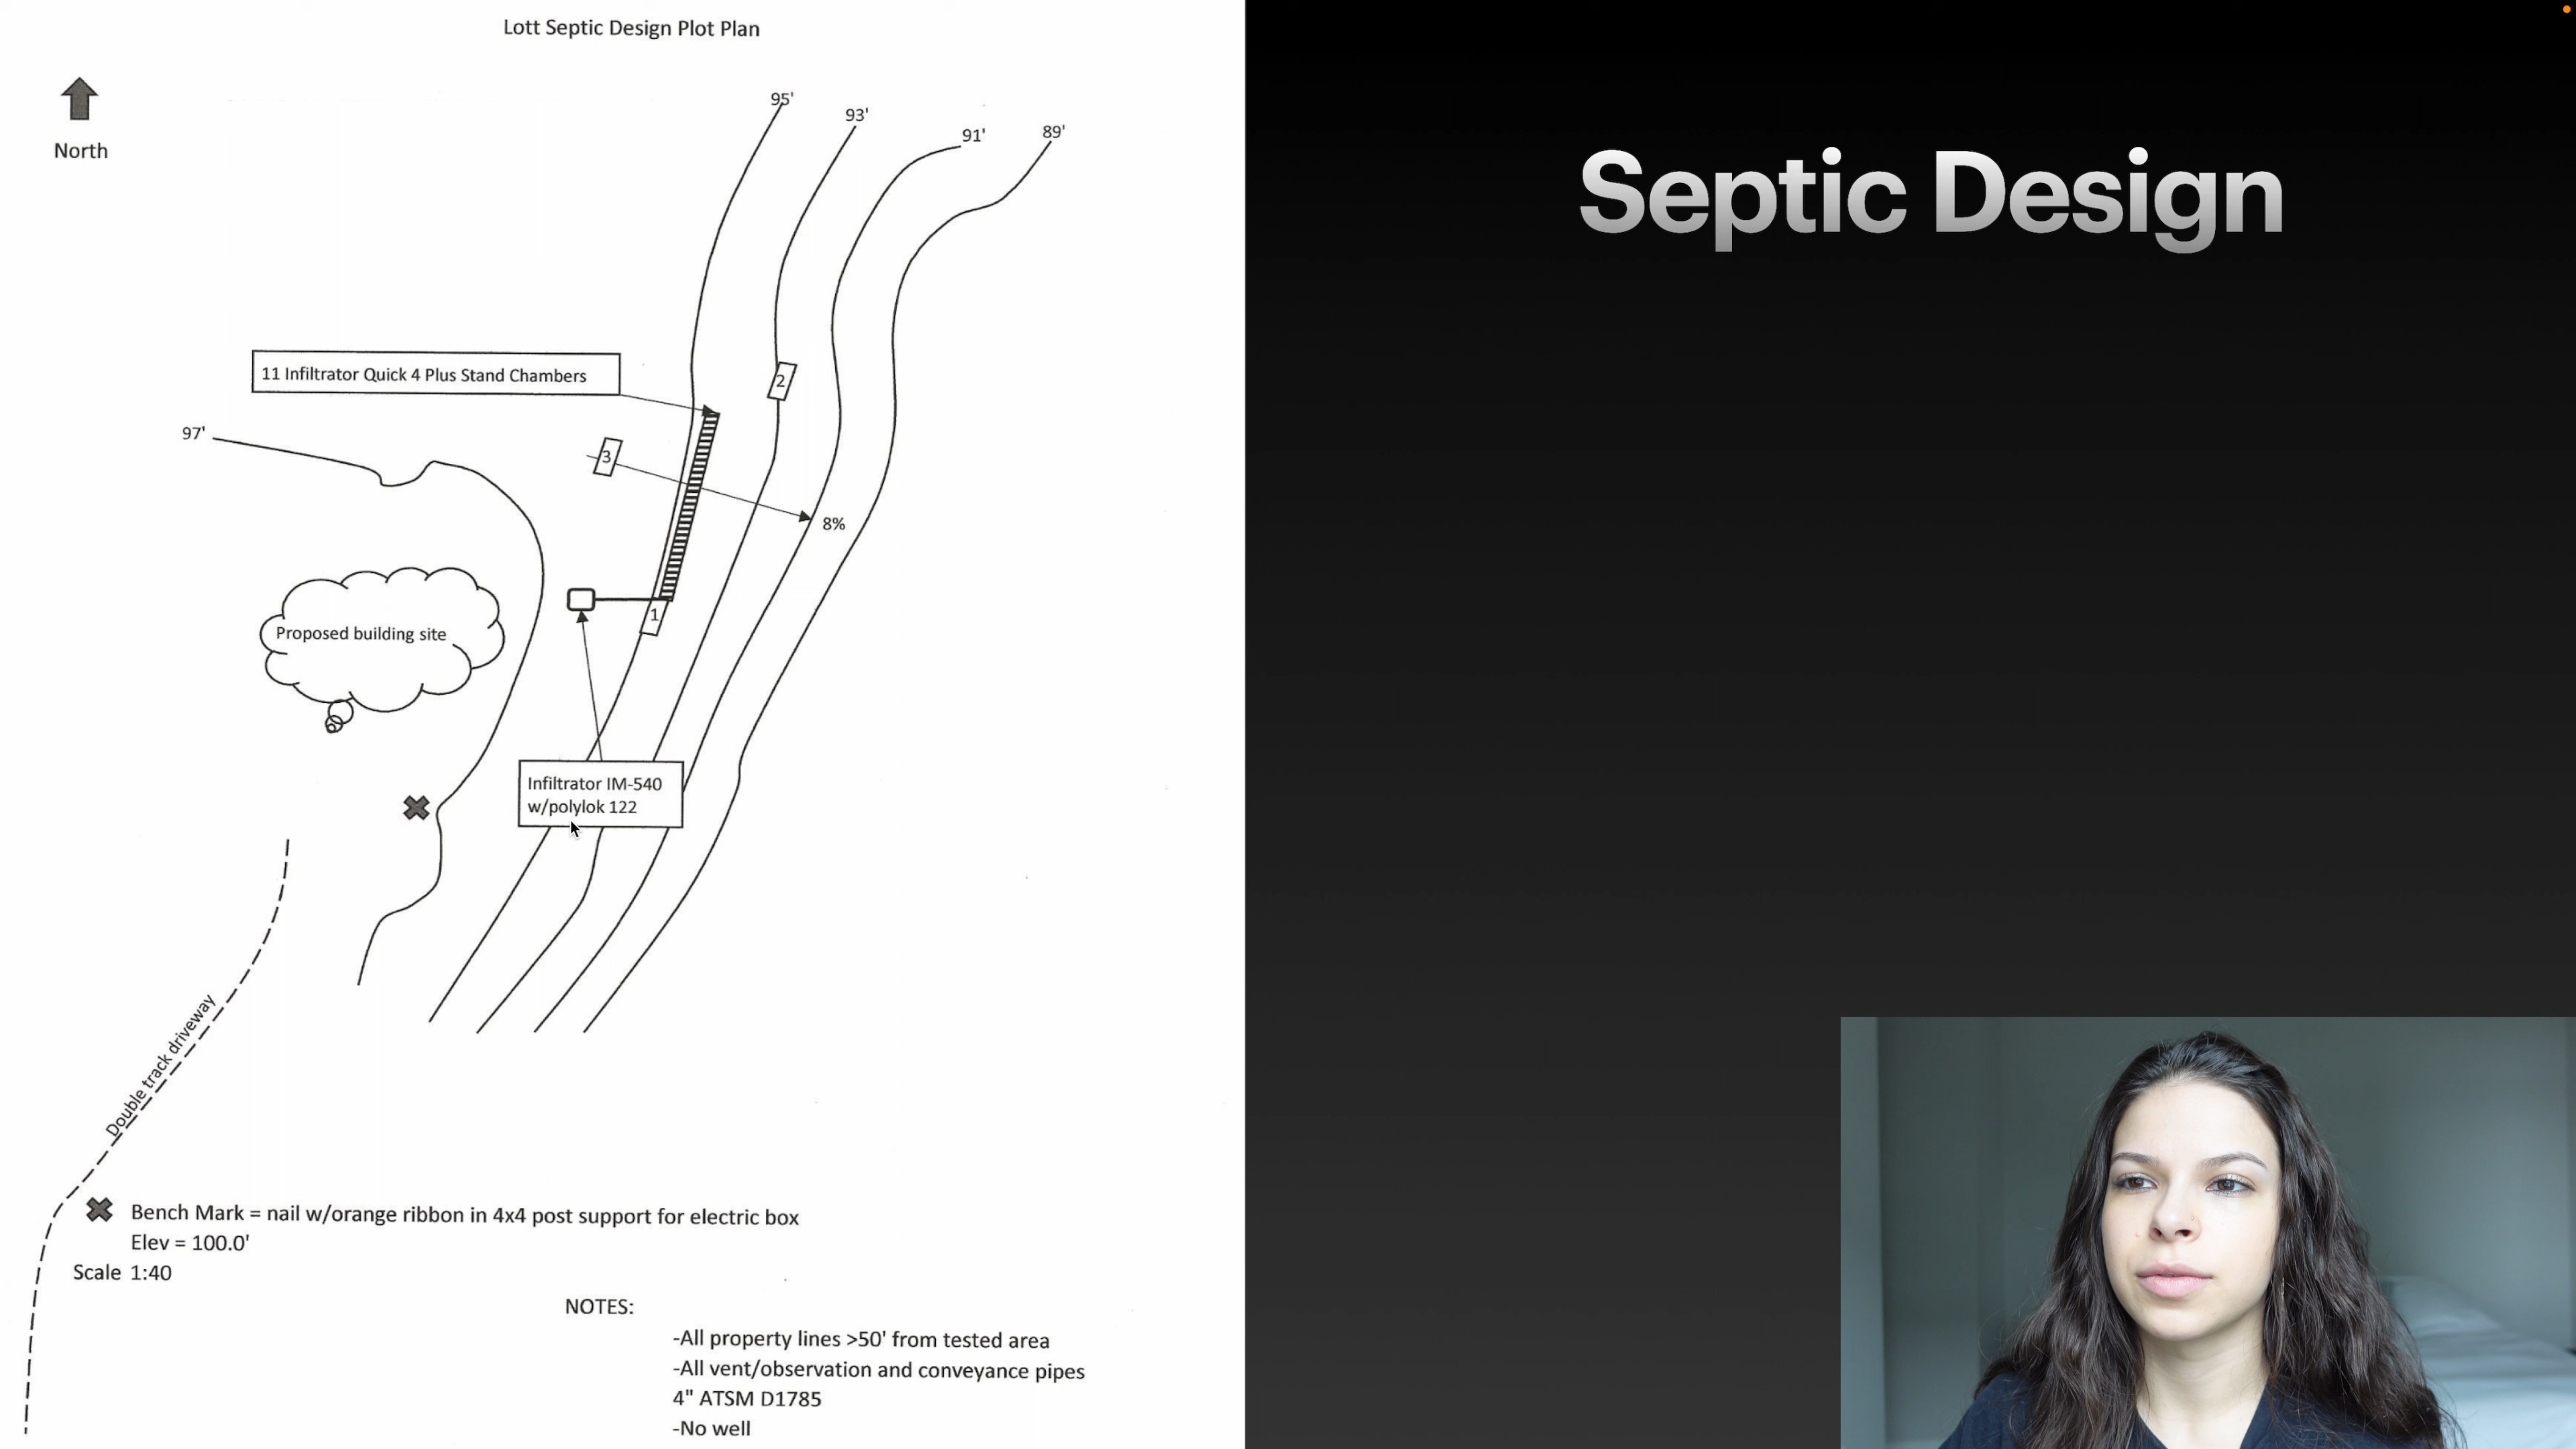 Lott Septic Design Plot Plan
North
95'
93'
91'
89'
Septic Design
11 Infiltrator Quick 4 Plus Stand Chambers
2
97'
3
8%
1
Proposed building site
Infiltrator IM-540
w/polylok 122
Double track driveway
Bench Mark = nail w/orange ribbon in 4x4 post support for electric box
Elev = 100.0'
Scale 1:40
NOTES:
-All property lines >50' from tested area
-All vent/observation and conveyance pipes
4" ATSM D1785
-No well